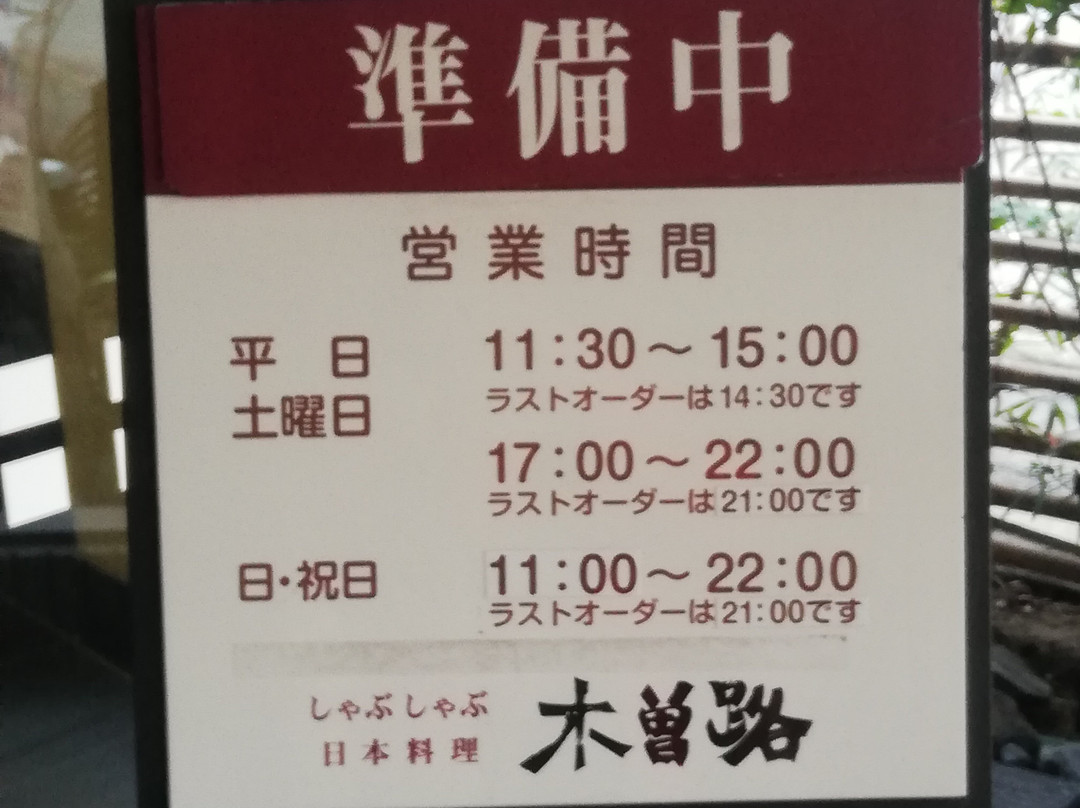 準備中
営業時間
平　日 11:30～15:00
ラストオーダーは14:30です
土曜日
17:00～22:00
ラストオーダーは21:00です
日・祝日 11:00～22:00
ラストオーダーは21:00です
しゃぶしゃぶ
日本料理
木曽路